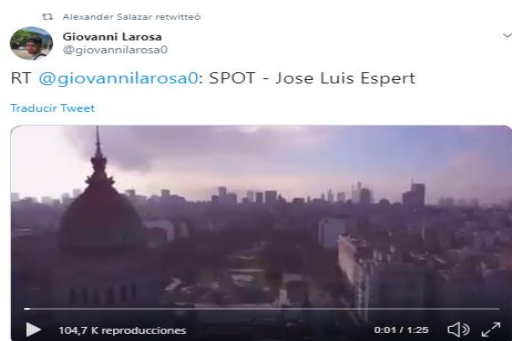 Alexander Salazar retwitteó
Giovanni Larosa
@giovannilarosa0
RT @giovannilarosa0: SPOT - Jose Luis Espert
Traducir Tweet
104,7 K reproducciones
0:01 / 1:25